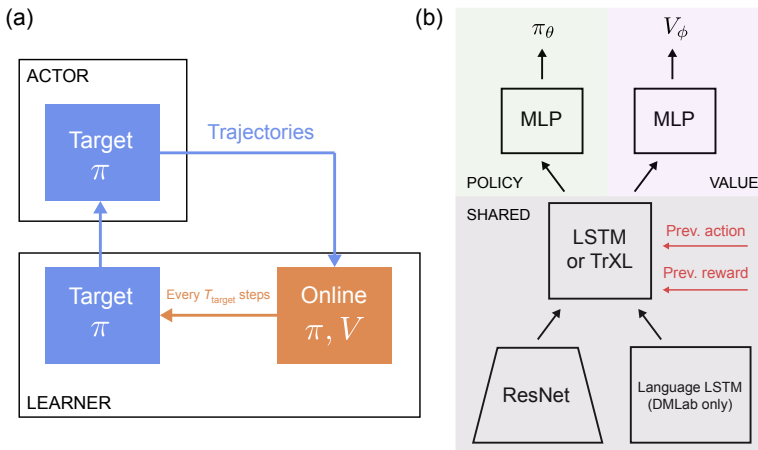 (a)
ACTOR
Target
π
Trajectories
Target
π
Every T_target steps
Online
π, V
LEARNER
(b)
π_θ
V_ϕ
MLP
MLP
POLICY
VALUE
SHARED
LSTM
or TrXL
Prev. action
Prev. reward
ResNet
Language LSTM
(DMLab only)